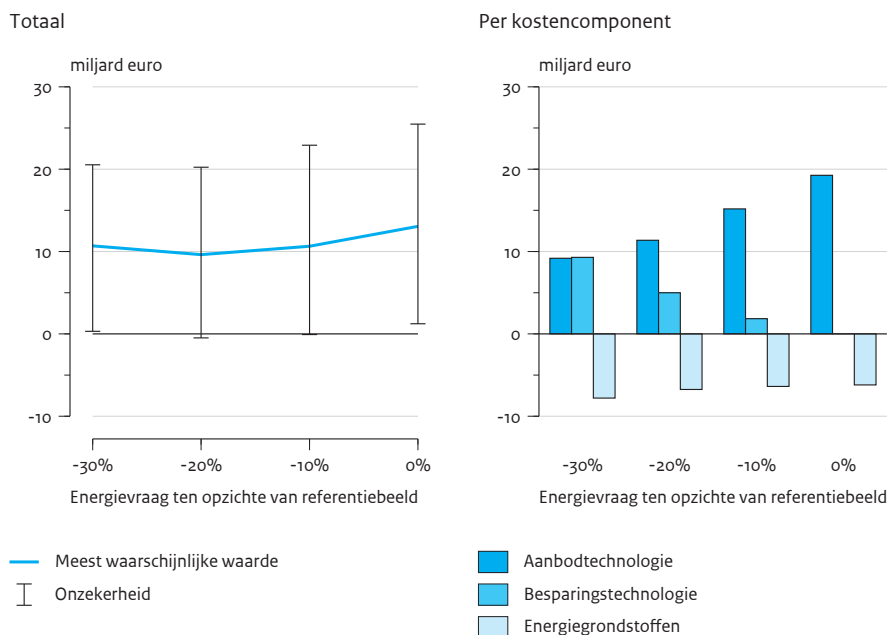 Totaal
miljard euro
30
20
10
0
-10
-30% -20% -10% 0%
Energievraag ten opzichte van referentiebeeld
Meest waarschijnlijke waarde
Onzekerheid
Per kostencomponent
miljard euro
30
20
10
0
-10
-30% -20% -10% 0%
Energievraag ten opzichte van referentiebeeld
Aanbodtechnologie
Besparingstechnologie
Energiegrondstoffen